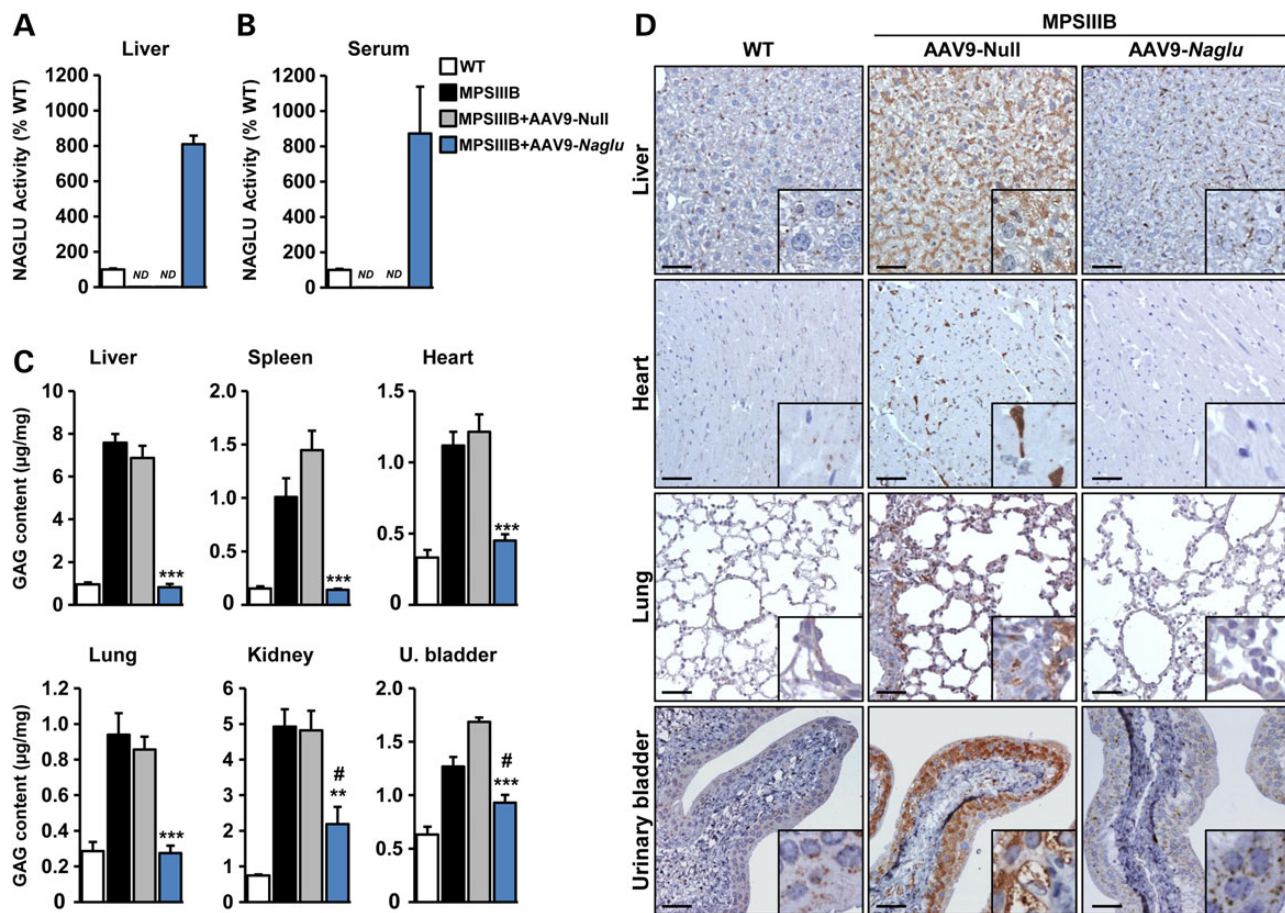 A
Liver
NAGLU Activity (% WT)
1200
1000
800
600
400
200
0
ND
ND
B
Serum
NAGLU Activity (% WT)
1200
1000
800
600
400
200
0
ND
ND
WT
MPSIIIB
MPSIIIB+AAV9-Null
MPSIIIB+AAV9-Naglu
C
Liver
GAG content (µg/mg)
10
8
6
4
2
0
***
Spleen
2.0
1.5
1.0
0.5
0
***
Heart
1.5
1.0
0.5
0
***
Lung
GAG content (µg/mg)
1.2
1.0
0.8
0.6
0.4
0.2
0
***
Kidney
6
5
4
3
2
1
0
#
**
U. bladder
2.0
1.5
1.0
0.5
0
#
***
D
MPSIIIB
WT
AAV9-Null
AAV9-Naglu
Liver
Heart
Lung
Urinary bladder